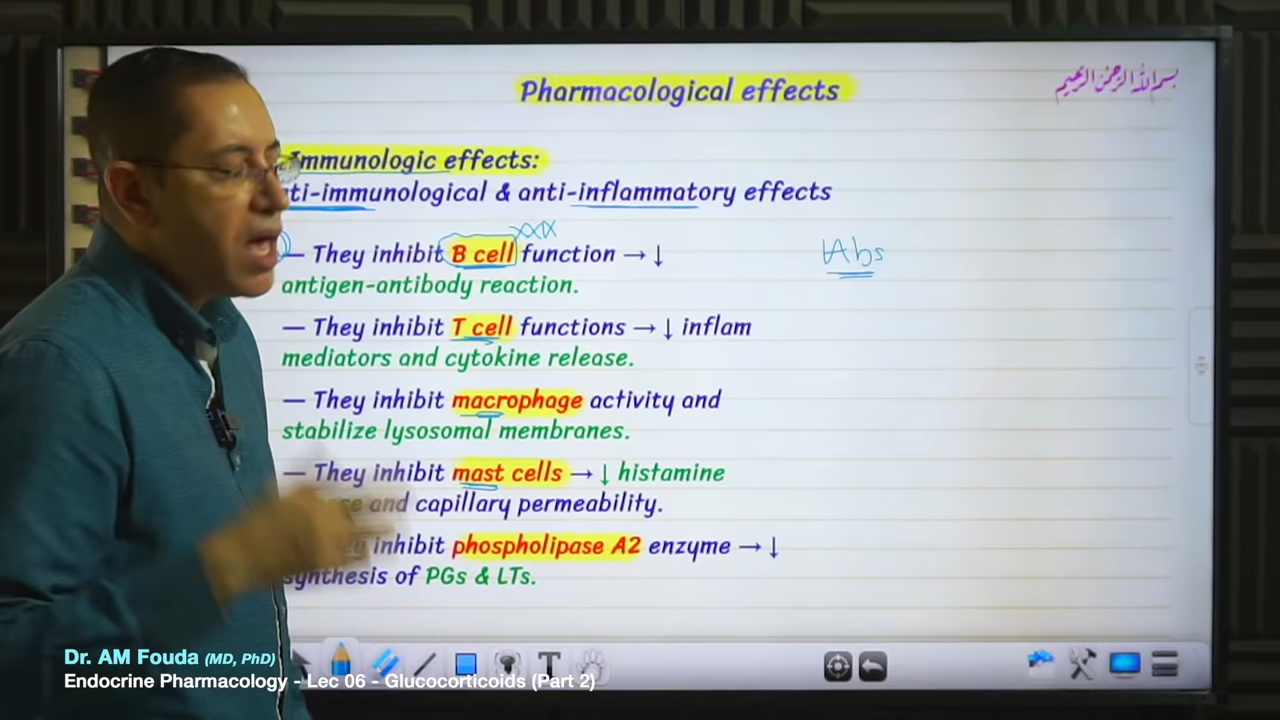 Pharmacological effects
بسم الله الرحمن الرحيم
Immunologic effects:
ti-immunological & anti-inflammatory effects
— They inhibit B cell function → ↓
Abs
antigen-antibody reaction.
— They inhibit T cell functions → ↓ inflam
mediators and cytokine release.
— They inhibit macrophage activity and
stabilize lysosomal membranes.
— They inhibit mast cells → ↓ histamine
and capillary permeability.
inhibit phospholipase A2 enzyme → ↓
synthesis of PGs & LTs.
T
Dr. AM Fouda (MD, PhD)
Endocrine Pharmacology - Lec 06 - Glucocorticoids (Part 2)